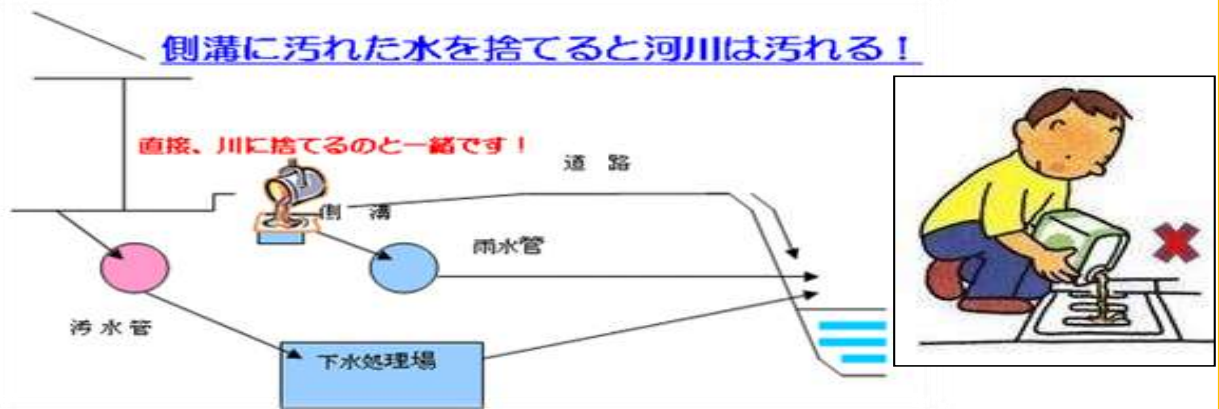 側溝に汚れた水を捨てると河川は汚れる！
直接、川に捨てるのと一緒です！
道 路
側 溝
雨水管
汚 水 管
下水処理場